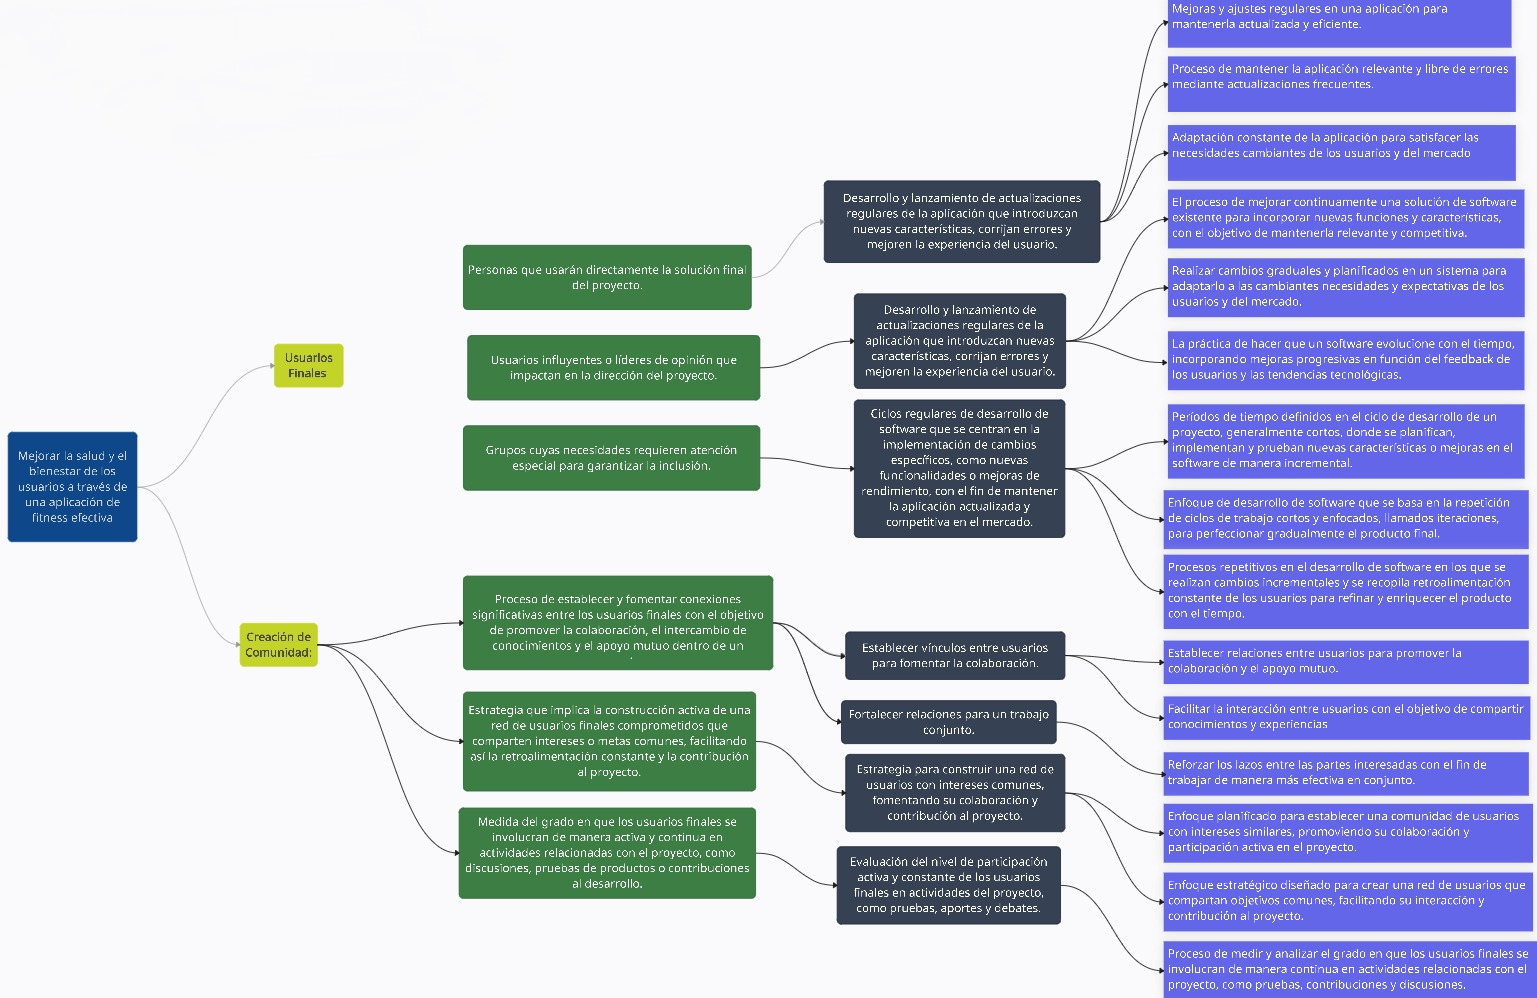 Mejorar la salud y el
bienestar de los
usuarios a través de
una aplicación de
fitness efectiva
Usuarios
Finales
Creación de
Comunidad:
Personas que usarán directamente la solución final
del proyecto.
Usuarios influyentes o líderes de opinión que
impactan en la dirección del proyecto.
Grupos cuyas necesidades requieren atención
especial para garantizar la inclusión.
Proceso de establecer y fomentar conexiones
significativas entre los usuarios finales con el objetivo
de promover la colaboración, el intercambio de
conocimientos y el apoyo mutuo dentro de un
Estrategia que implica la construcción activa de una
red de usuarios finales comprometidos que
comparten intereses o metas comunes, facilitando
así la retroalimentación constante y la contribución
al proyecto.
Medida del grado en que los usuarios finales se
involucran de manera activa y continua en
actividades relacionadas con el proyecto, como
discusiones, pruebas de productos o contribuciones
al desarrollo.
Desarrollo y lanzamiento de actualizaciones
regulares de la aplicación que introduzcan
nuevas características, corrijan errores y
mejoren la experiencia del usuario.
Desarrollo y lanzamiento de
actualizaciones regulares de la
aplicación que introduzcan nuevas
características, corrijan errores y
mejoren la experiencia del usuario.
Ciclos regulares de desarrollo de
software que se centran en la
implementación de cambios
específicos, como nuevas
funcionalidades o mejoras de
rendimiento, con el fin de mantener
la aplicación actualizada y
competitiva en el mercado.
Establecer vínculos entre usuarios
para fomentar la colaboración.
Fortalecer relaciones para un trabajo
conjunto.
Estrategia para construir una red de
usuarios con intereses comunes,
fomentando su colaboración y
contribución al proyecto.
Evaluación del nivel de participación
activa y constante de los usuarios
finales en actividades del proyecto,
como pruebas, aportes y debates.
Mejoras y ajustes regulares en una aplicación para
mantenerla actualizada y eficiente.
Proceso de mantener la aplicación relevante y libre de errores
mediante actualizaciones frecuentes.
Adaptación constante de la aplicación para satisfacer las
necesidades cambiantes de los usuarios y del mercado
El proceso de mejorar continuamente una solución de software
existente para incorporar nuevas funciones y características,
con el objetivo de mantenerla relevante y competitiva.
Realizar cambios graduales y planificados en un sistema para
adaptarlo a las cambiantes necesidades y expectativas de los
usuarios y del mercado.
La práctica de hacer que un software evolucione con el tiempo,
incorporando mejoras progresivas en función del feedback de
los usuarios y las tendencias tecnológicas.
Períodos de tiempo definidos en el ciclo de desarrollo de un
proyecto, generalmente cortos, donde se planifican,
implementan y prueban nuevas características o mejoras en el
software de manera incremental.
Enfoque de desarrollo de software que se basa en la repetición
de ciclos de trabajo cortos y enfocados, llamados iteraciones,
para perfeccionar gradualmente el producto final.
Procesos repetitivos en el desarrollo de software en los que se
realizan cambios incrementales y se recopila retroalimentación
constante de los usuarios para refinar y enriquecer el producto
con el tiempo.
Establecer relaciones entre usuarios para promover la
colaboración y el apoyo mutuo.
Facilitar la interacción entre usuarios con el objetivo de compartir
conocimientos y experiencias
Reforzar los lazos entre las partes interesadas con el fin de
trabajar de manera más efectiva en conjunto.
Enfoque planificado para establecer una comunidad de usuarios
con intereses similares, promoviendo su colaboración y
participación activa en el proyecto.
Enfoque estratégico diseñado para crear una red de usuarios que
compartan objetivos comunes, facilitando su interacción y
contribución al proyecto.
Proceso de medir y analizar el grado en que los usuarios finales se
involucran de manera continua en actividades relacionadas con el
proyecto, como pruebas, contribuciones y discusiones.